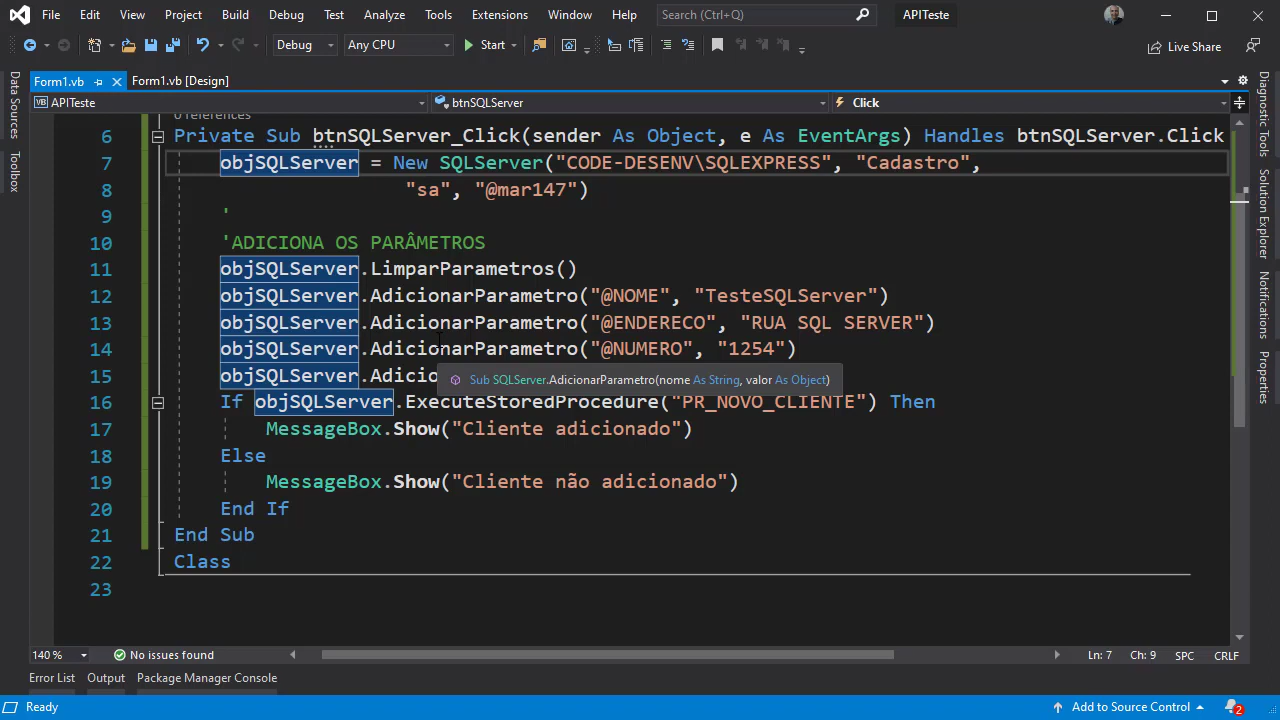 File Edit View Project Build Debug Test Analyze Tools Extensions Window Help Search (Ctrl+Q) APITeste
Debug Any CPU Start Live Share
Form1.vb Form1.vb [Design]
VB APITeste btnSQLServer Click
Data Sources
Toolbox
Diagnostic Tools
Solution Explorer
Notifications
Properties
0 references
6 Private Sub btnSQLServer_Click(sender As Object, e As EventArgs) Handles btnSQLServer.Click
7 objSQLServer = New SQLServer("CODE-DESENV\SQLEXPRESS", "Cadastro",
8 "sa", "@mar147")
9 '
10 'ADICIONA OS PARÂMETROS
11 objSQLServer.LimparParametros()
12 objSQLServer.AdicionarParametro("@NOME", "TesteSQLServer")
13 objSQLServer.AdicionarParametro("@ENDERECO", "RUA SQL SERVER")
14 objSQLServer.AdicionarParametro("@NUMERO", "1254")
15 objSQLServer.Adicio
Sub SQLServer.AdicionarParametro(nome As String, valor As Object)
16 If objSQLServer.ExecuteStoredProcedure("PR_NOVO_CLIENTE") Then
17 MessageBox.Show("Cliente adicionado")
18 Else
19 MessageBox.Show("Cliente não adicionado")
20 End If
21 End Sub
22 Class
23
140 % No issues found Ln: 7 Ch: 9 SPC CRLF
Error List Output Package Manager Console
Ready Add to Source Control 2